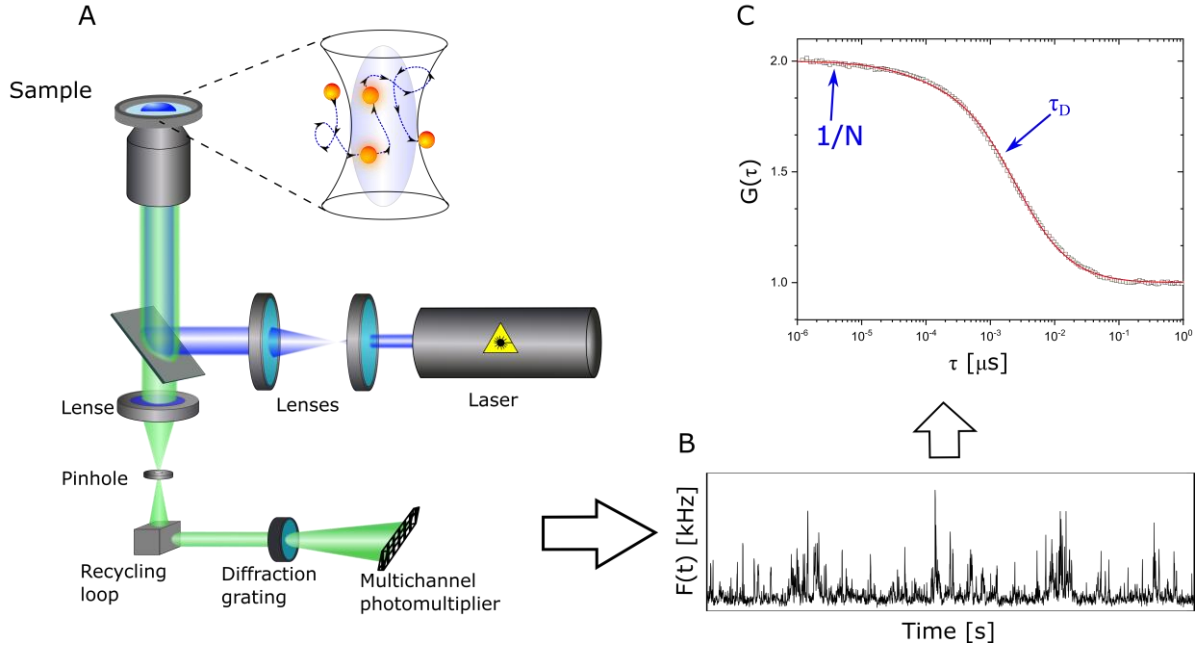 A
Sample
Lense
Lenses
Laser
Pinhole
Recycling
loop
Diffraction
grating
Multichannel
photomultiplier
C
G(τ)
2.0
1.5
1.0
1/N
τD
10⁻⁶
10⁻⁵
10⁻⁴
10⁻³
10⁻²
10⁻¹
10⁰
τ [μs]
B
F(t) [kHz]
Time [s]